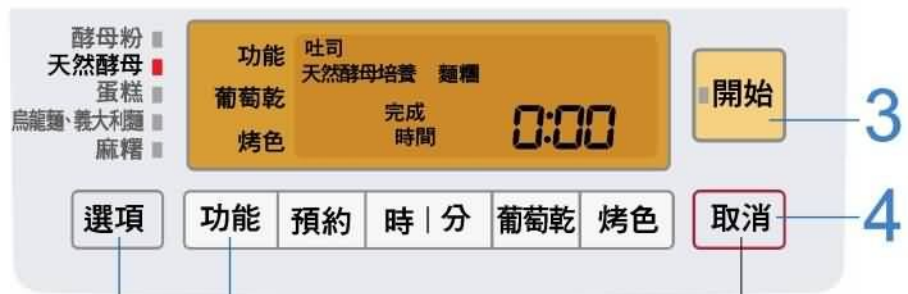 酵母粉
天然酵母
蛋糕
烏龍麵、義大利麵
麻糬
功能
葡萄乾
烤色
吐司
天然酵母培養 麵糰
完成
時間
0:00
開始
3
選項
功能
預約
時|分
葡萄乾
烤色
取消
4